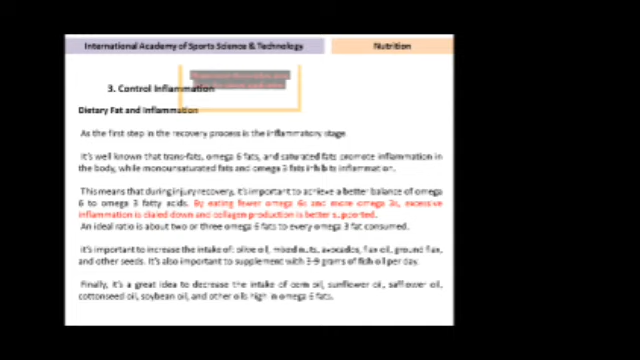 International Academy of Sports Science & Technology
Nutrition
3. Control Inflammation
Dietary Fat and Inflammation
As the first step in the recovery process is the inflammatory stage
It's well known that trans-fats, omega 6 fats, and saturated fats promote inflammation in
the body, while monounsaturated fats and omega 3 fats inhibits inflammation.
This means that during injury recovery, it's important to achieve a better balance of omega
6 to omega 3 fatty acids. By eating fewer omega 6s and more omega 3s, excessive
inflammation is dialed down and collagen production is better supported.
An ideal ratio is about two or three omega 6 fats to every omega 3 fat consumed.
It's important to increase the intake of: olive oil, mixed nuts, avocados, flax oil, ground flax,
and other seeds. It's also important to supplement with 3-9 grams of fish oil per day.
Finally, it's a great idea to decrease the intake of corn oil, sunflower oil, safflower oil,
cottonseed oil, soybean oil, and other oils high in omega 6 fats.